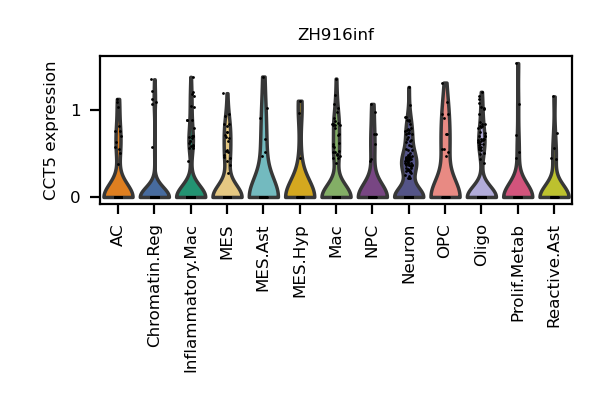 ZH916inf
CCT5 expression
1
0
AC
Chromatin.Reg
Inflammatory.Mac
MES
MES.Ast
MES.Hyp
Mac
NPC
Neuron
OPC
Oligo
Prolif.Metab
Reactive.Ast